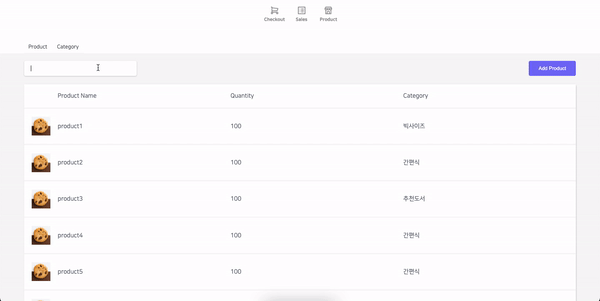 Checkout Sales Product
Product Category
Add Product
Product Name Quantity Category
product1 100 빅사이즈
product2 100 간편식
product3 100 추천도서
product4 100 간편식
product5 100 간편식